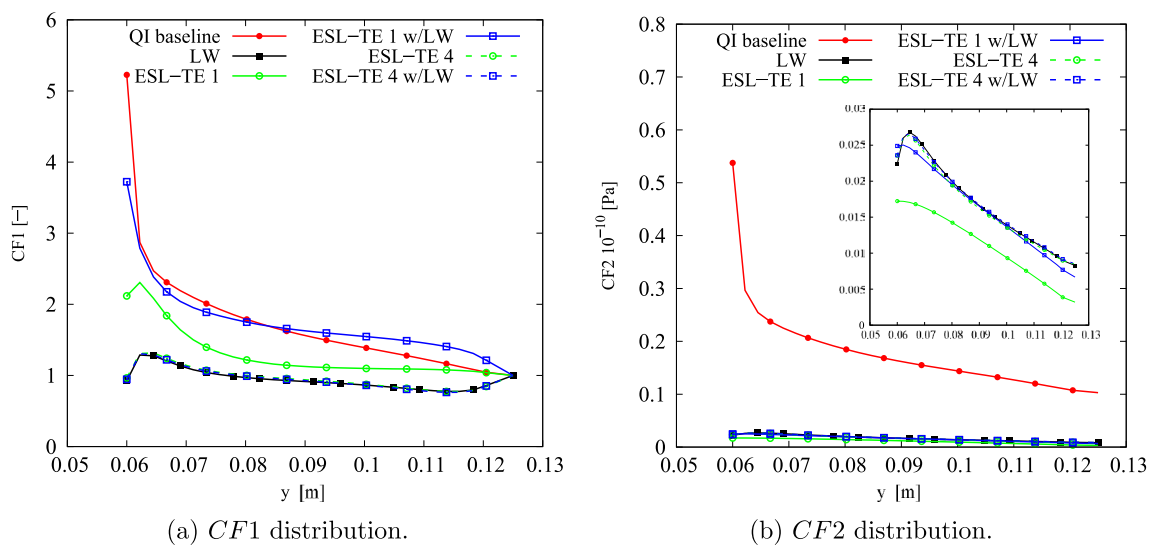 QI baseline
LW
ESL−TE 1
ESL−TE 1 w/LW
ESL−TE 4
ESL−TE 4 w/LW
6
5
4
3
2
1
0
CF1 [-]
0.05 0.06 0.07 0.08 0.09 0.1 0.11 0.12 0.13
y [m]
(a) CF1 distribution.
QI baseline
LW
ESL−TE 1
ESL−TE 1 w/LW
ESL−TE 4
ESL−TE 4 w/LW
0.8
0.7
0.6
0.5
0.4
0.3
0.2
0.1
0
CF2 10⁻¹⁰ [Pa]
0.03
0.025
0.02
0.015
0.01
0.005
0
0.05 0.06 0.07 0.08 0.09 0.1 0.11 0.12 0.13
0.05 0.06 0.07 0.08 0.09 0.1 0.11 0.12 0.13
y [m]
(b) CF2 distribution.